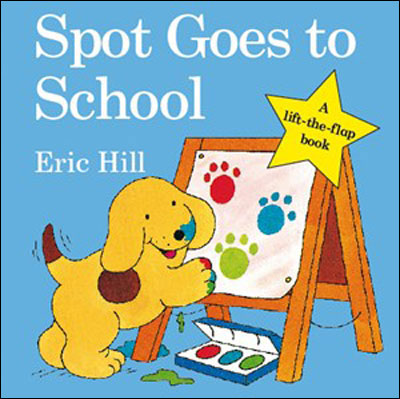 Spot Goes to
School
Eric Hill
A
lift-the-flap
book